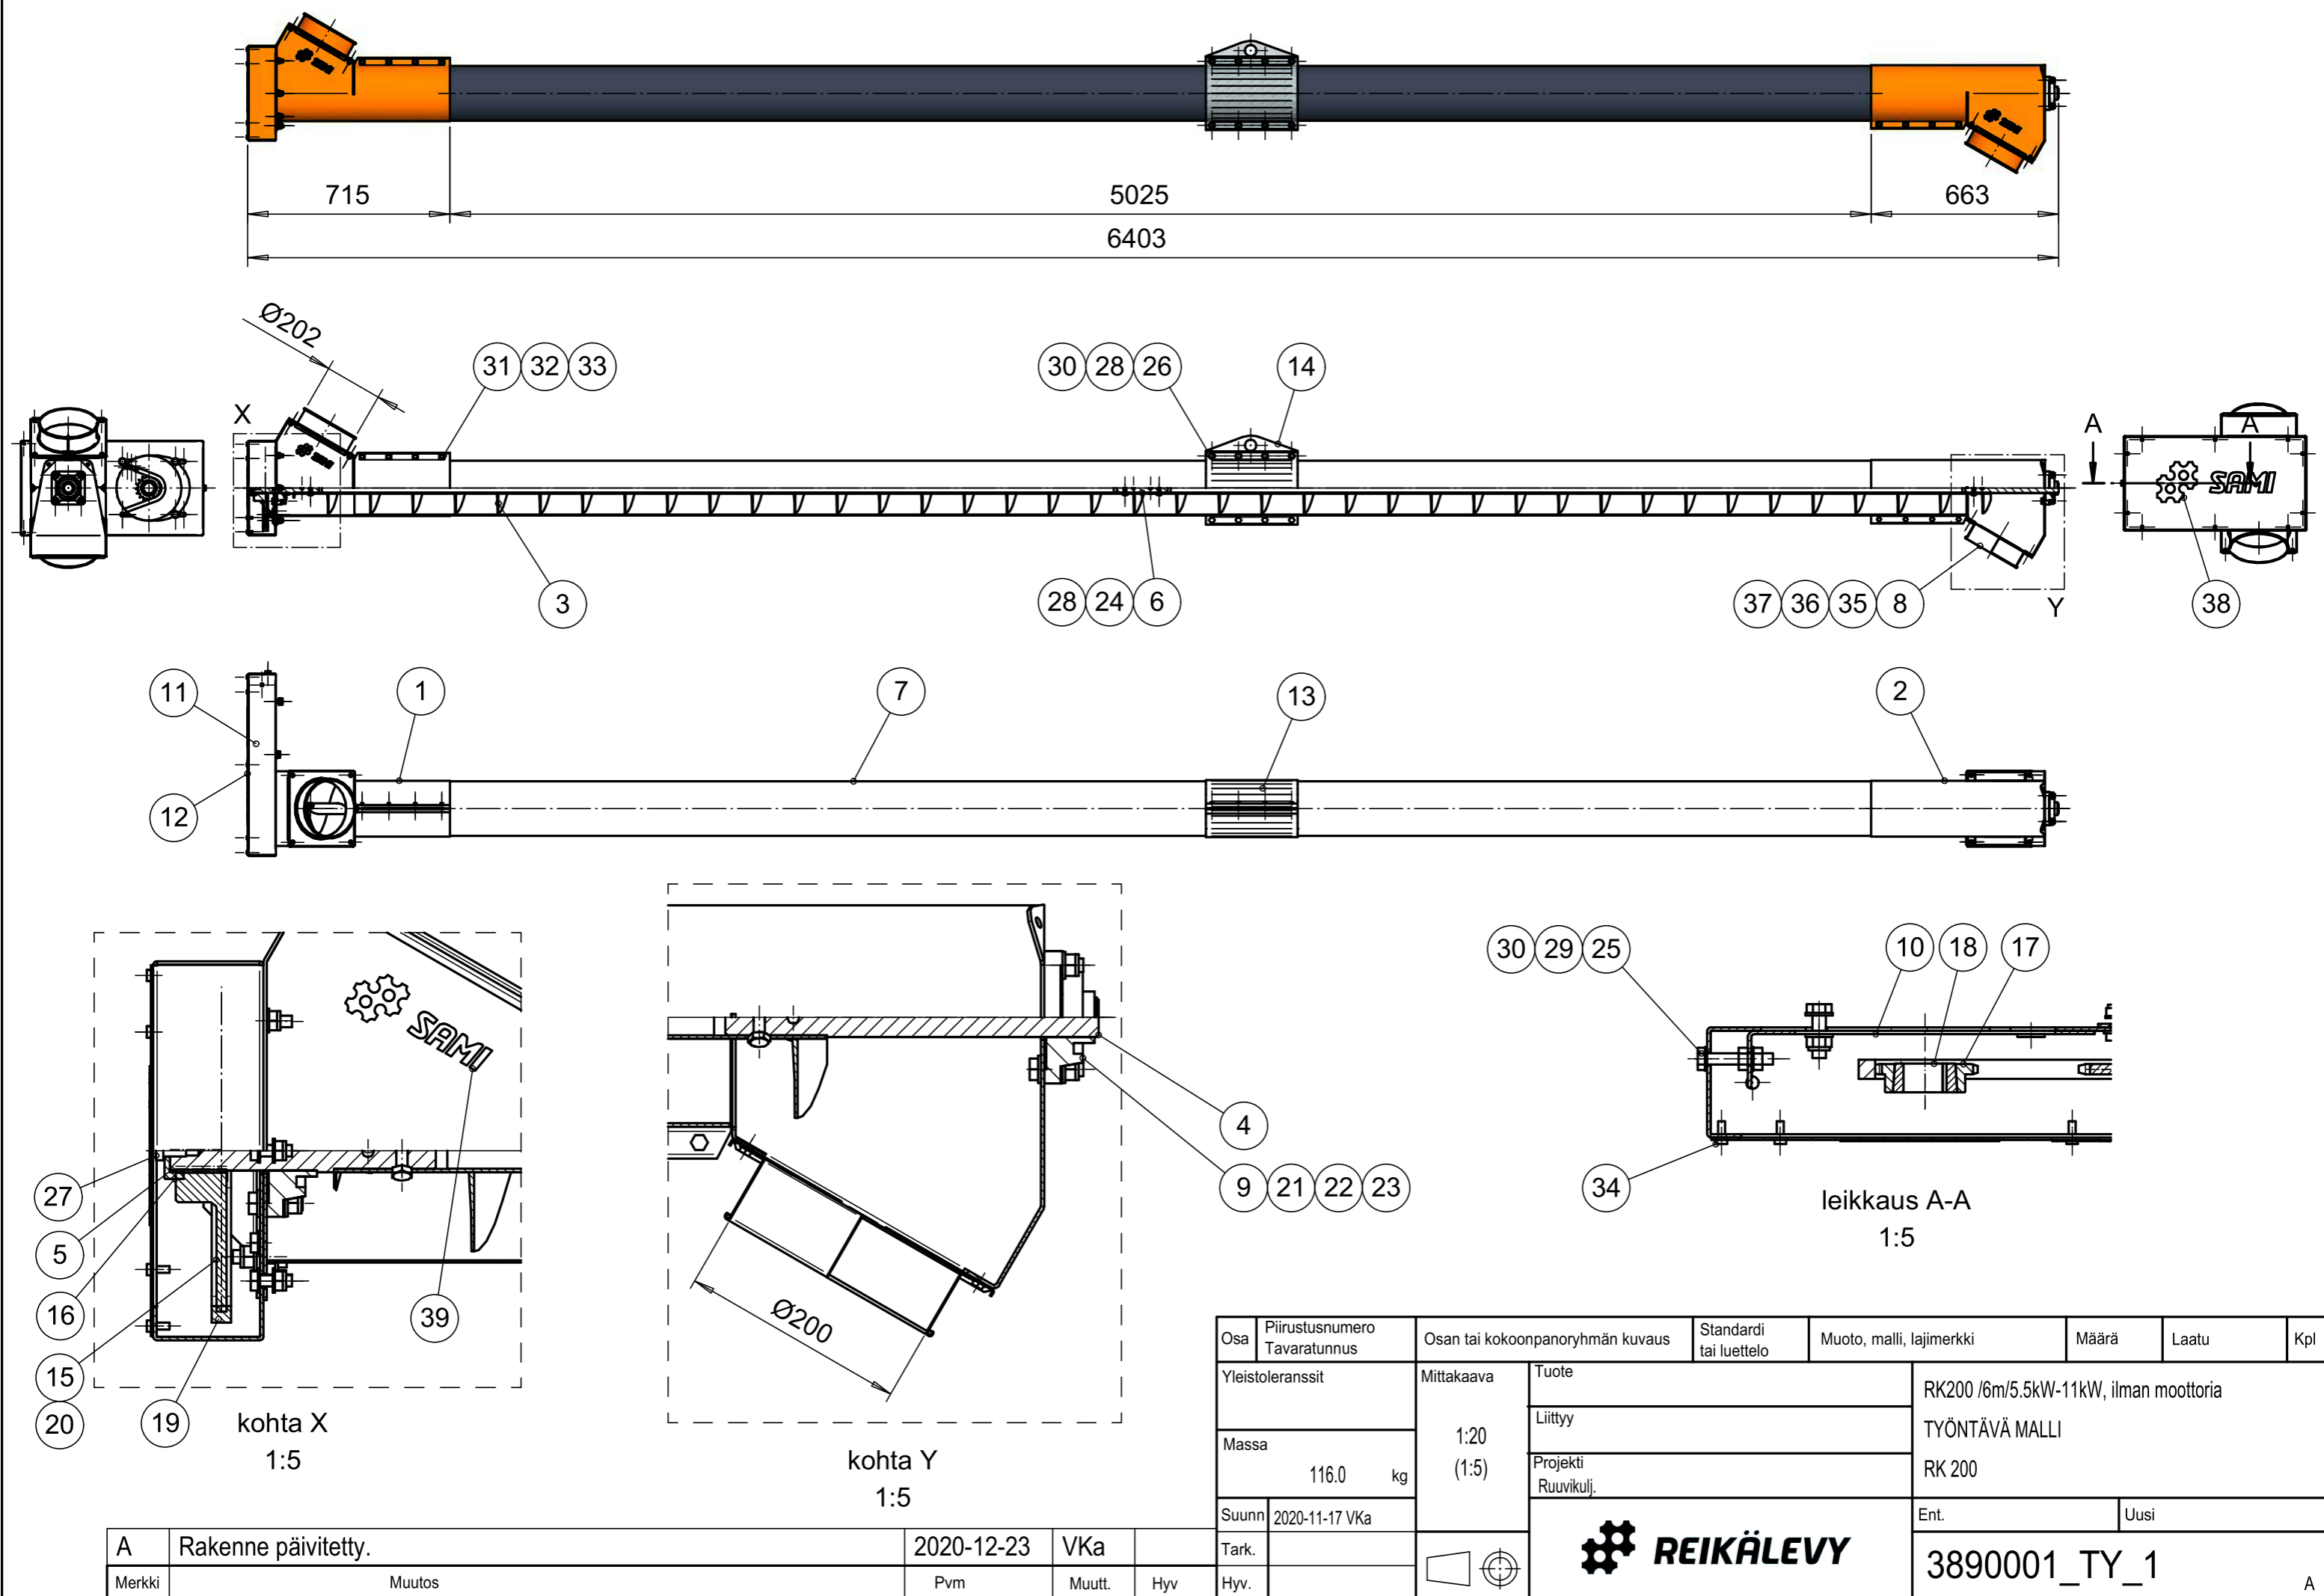 SAMI
SAMI
715
5025
663
6403
Ø202
31 32 33
30 28 26
14
X
SAMI
A
A
SAMI
3
28 24 6
37 36 35 8
Y
38
11
1
7
13
2
12
SAMI
30 29 25
10 18 17
4
9 21 22 23
27
5
16
15
20
19
39
34
Ø200
leikkaus A-A
1:5
kohta X
1:5
kohta Y
1:5
Osa
Piirustusnumero
Tavaratunnus
Osan tai kokoonpanoryhmän kuvaus
Standardi
tai luettelo
Muoto, malli, lajimerkki
Määrä
Laatu
Kpl
Yleistoleranssit
Mittakaava
1:20
(1:5)
Tuote
Liittyy
Projekti
Ruuvikulj.
RK200 /6m/5.5kW-11kW, ilman moottoria
TYÖNTÄVÄ MALLI
RK 200
Massa
116.0 kg
Suunn 2020-11-17 VKa
Tark.
Hyv.
REIKÄLEVY
Ent.
Uusi
3890001_TY_1
A
A Rakenne päivitetty. 2020-12-23 VKa
Merkki Muutos Pvm Muutt. Hyv